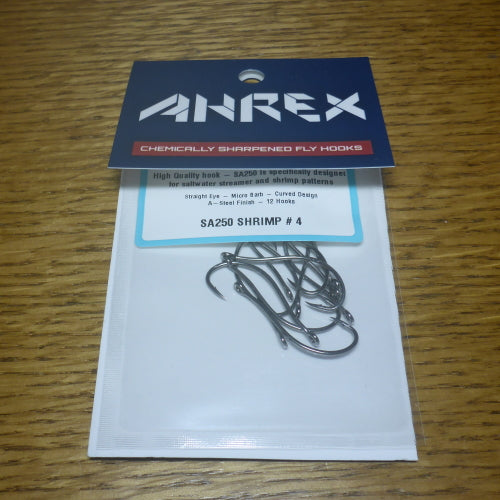 AHREX
CHEMICALLY SHARPENED FLY HOOKS
High Quality hook – SA250 is specifically designed
for saltwater streamer and shrimp patterns
Straight Eye – Micro Barb – Curved Design
A-Steel Finish – 12 Hooks
SA250 SHRIMP # 4